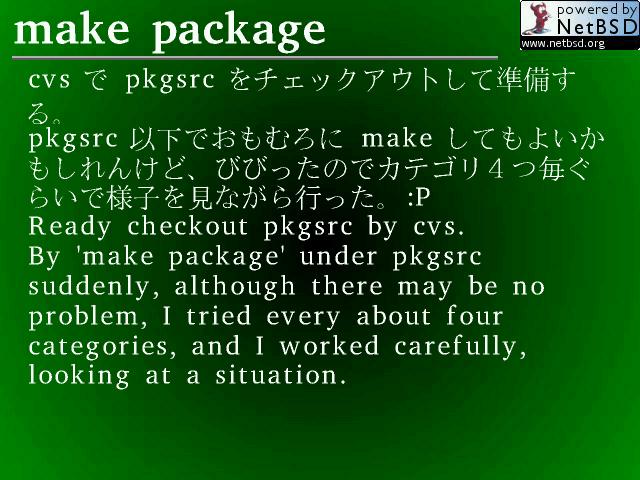 make package
powered by
NetBSD
www.netbsd.org
cvs で pkgsrc をチェックアウトして準備す
る。
pkgsrc 以下でおもむろに make してもよいか
もしれんけど、びびったのでカテゴリ４つ毎ぐ
らいで様子を見ながら行った。 :P
Ready checkout pkgsrc by cvs.
By 'make package' under pkgsrc
suddenly, although there may be no
problem, I tried every about four
categories, and I worked carefully,
looking at a situation.